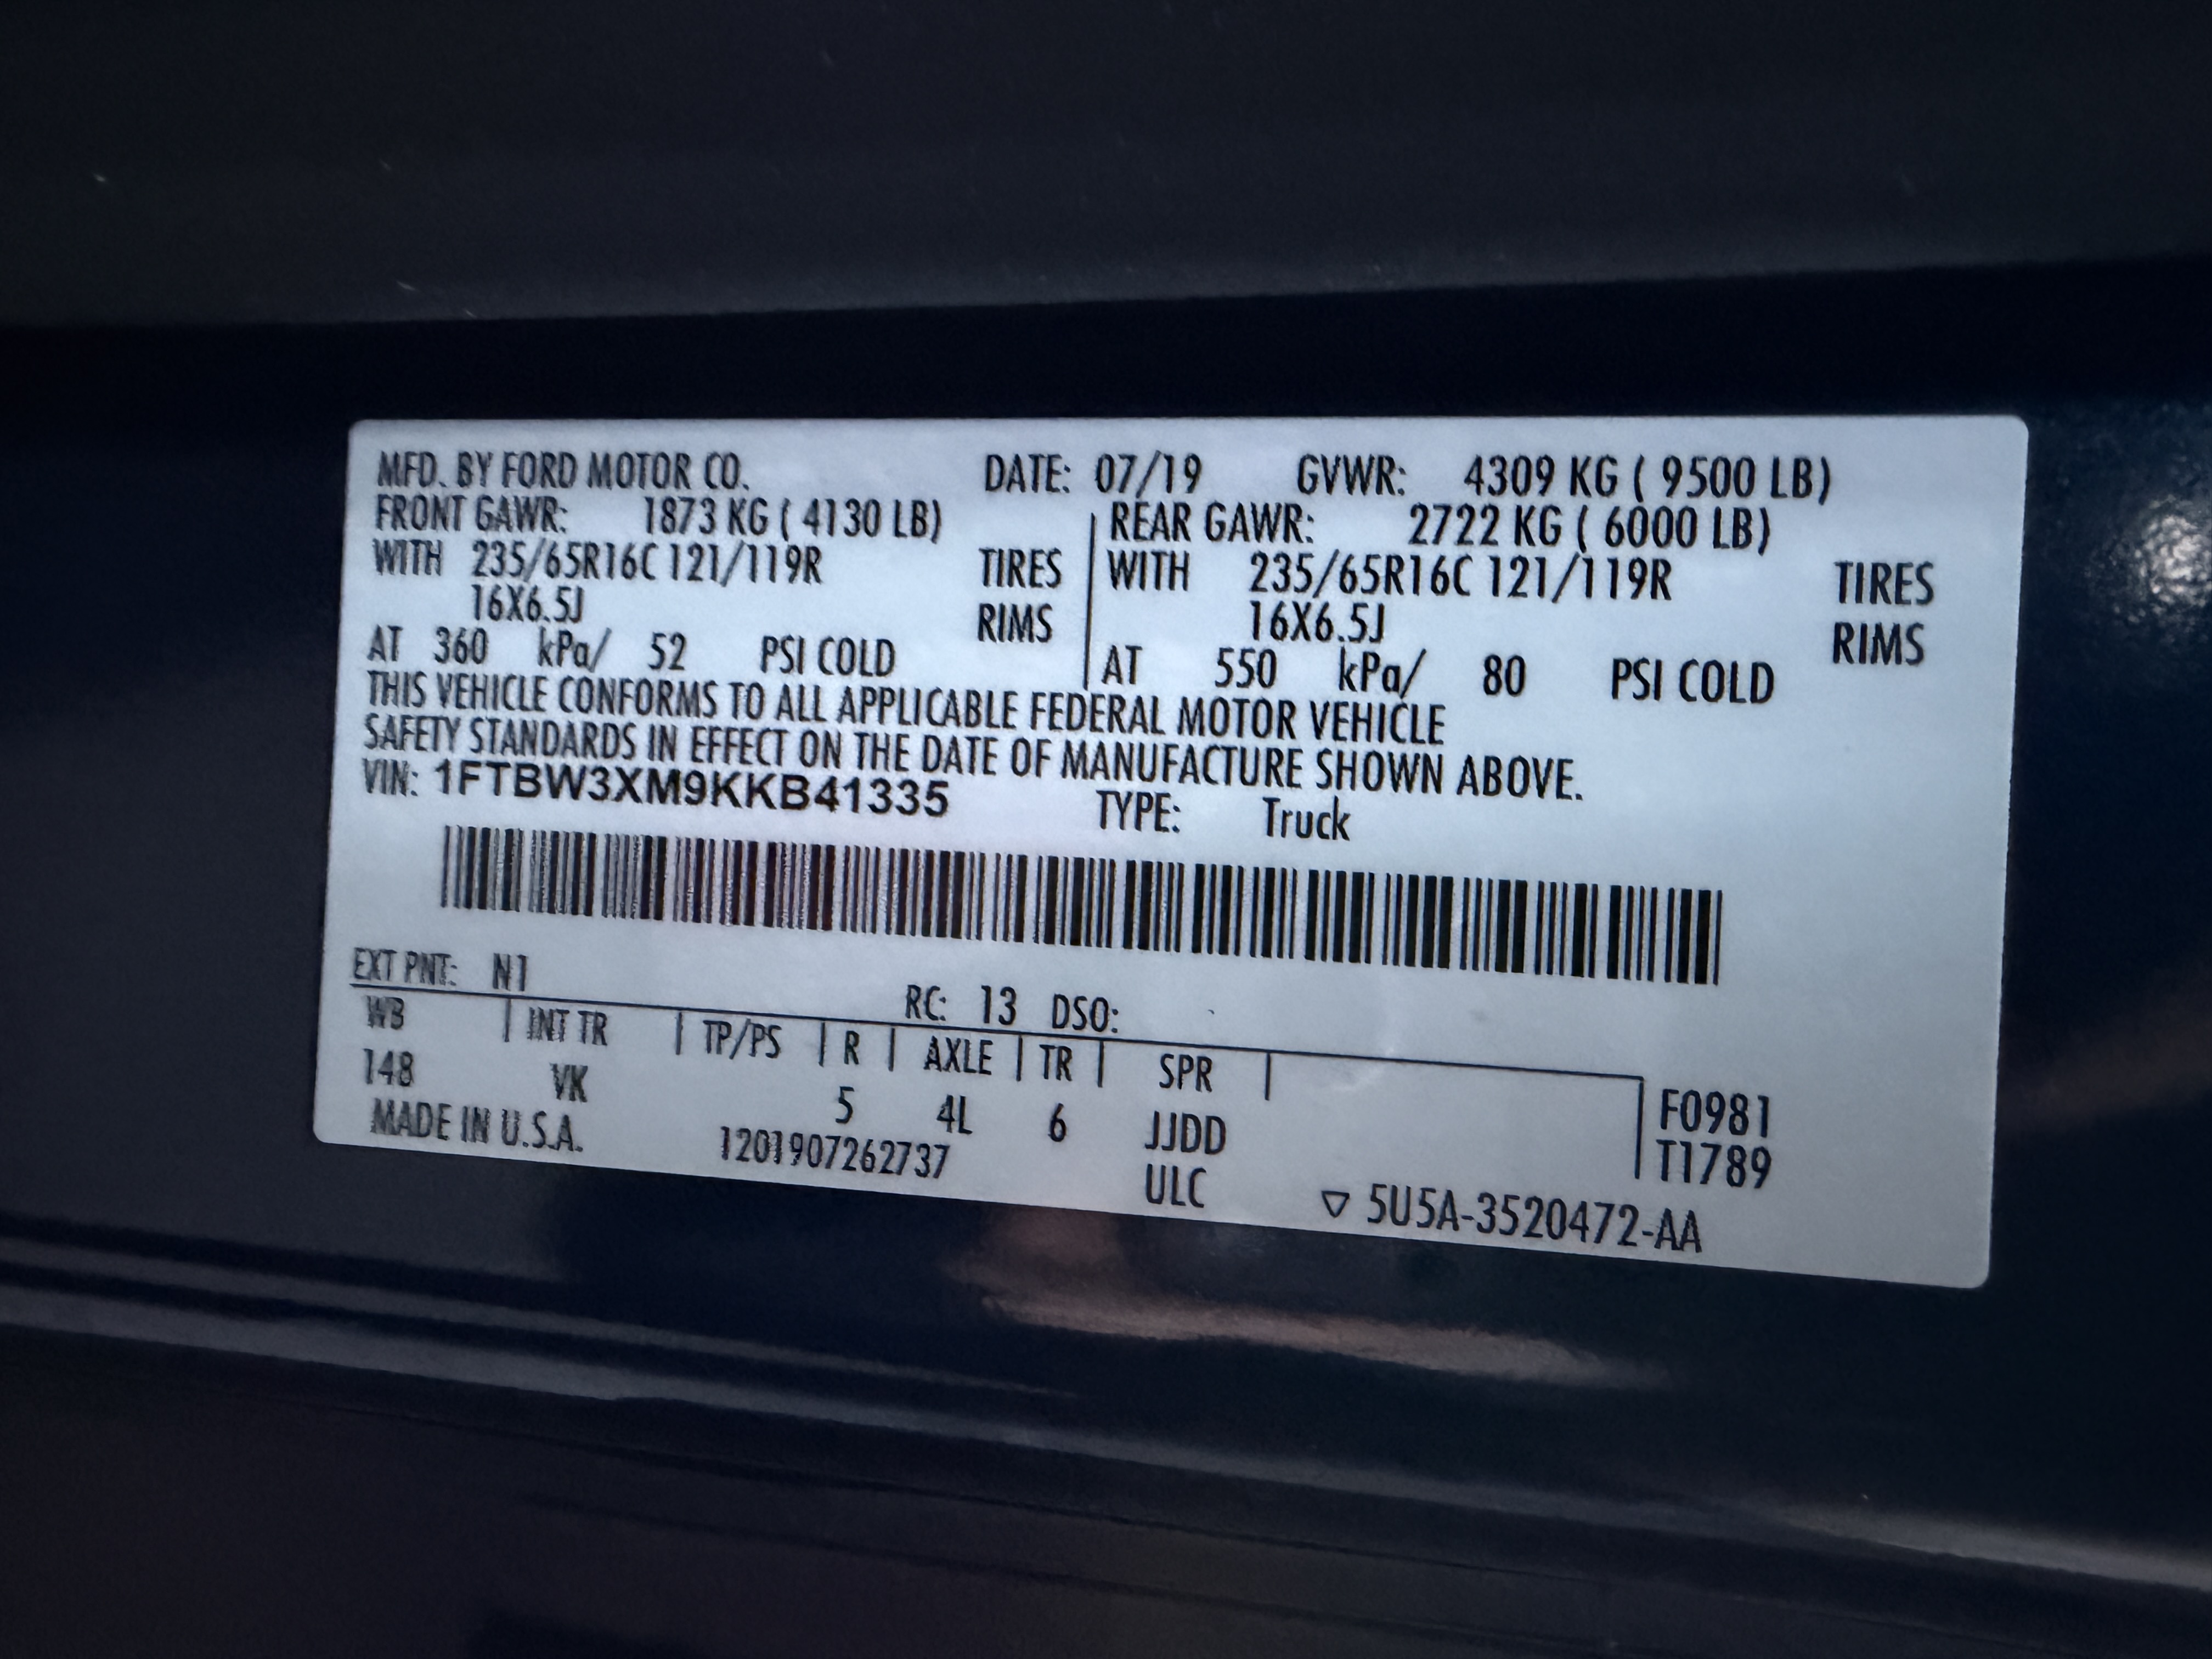 MFD. BY FORD MOTOR CO. DATE: 07/19 GVWR: 4309 KG ( 9500 LB)
FRONT GAWR: 1873 KG ( 4130 LB) REAR GAWR: 2722 KG ( 6000 LB)
WITH 235/65R16C 121/119R TIRES WITH 235/65R16C 121/119R TIRES
16X6.5J RIMS 16X6.5J RIMS
AT 360 kPa/ 52 PSI COLD AT 550 kPa/ 80 PSI COLD
THIS VEHICLE CONFORMS TO ALL APPLICABLE FEDERAL MOTOR VEHICLE
SAFETY STANDARDS IN EFFECT ON THE DATE OF MANUFACTURE SHOWN ABOVE.
VIN: 1FTBW3XM9KKB41335 TYPE: Truck
EXT PNT: N1 RC: 13 DSO:
WB INT TR TP/PS R AXLE TR SPR
148 VK 5 4L 6 JJDD F0981
MADE IN U.S.A. 1201907262737 ULC T1789
▽ 5U5A-3520472-AA